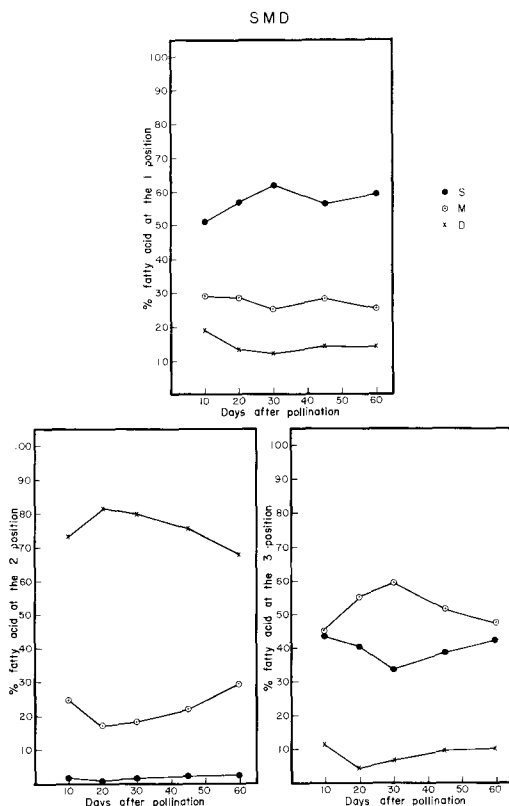 SMD
% fatty acid at the 1 position
100
90
80
70
60
50
40
30
20
10
10 20 30 40 50 60
Days after pollination
S
M
D
% fatty acid at the 2 position
00
90
80
70
60
50
40
30
20
10
10 20 30 40 50 60
Days after pollination
% fatty acid at the 3 position
100
90
80
70
60
50
40
30
20
10
10 20 30 40 50 60
Days after pollination